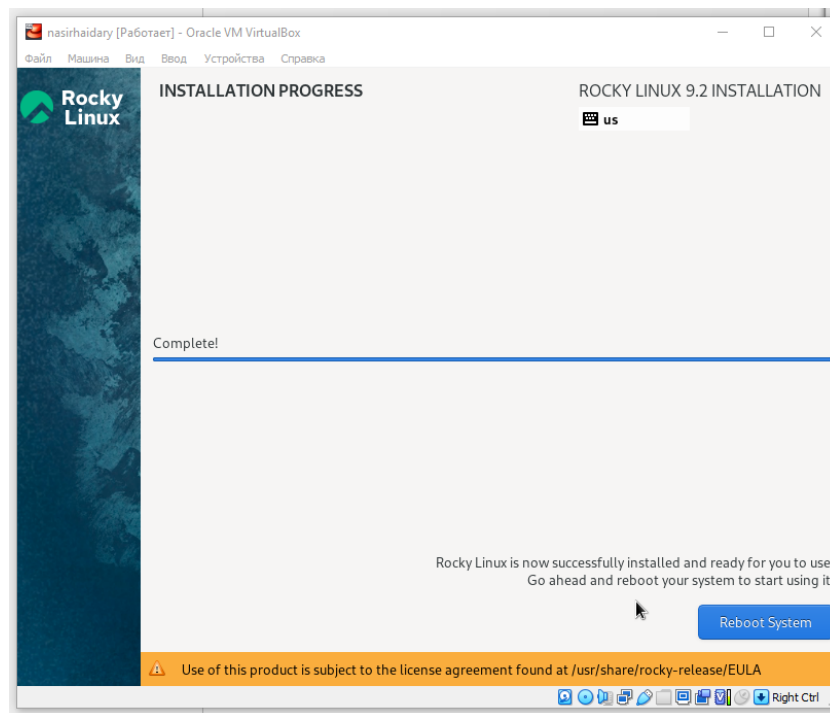 nasirhaidary [Работает] - Oracle VM VirtualBox
Файл Машина Вид Ввод Устройства Справка
Rocky
Linux
INSTALLATION PROGRESS
ROCKY LINUX 9.2 INSTALLATION
us
Complete!
Rocky Linux is now successfully installed and ready for you to use
Go ahead and reboot your system to start using it
Reboot System
Use of this product is subject to the license agreement found at /usr/share/rocky-release/EULA
Right Ctrl